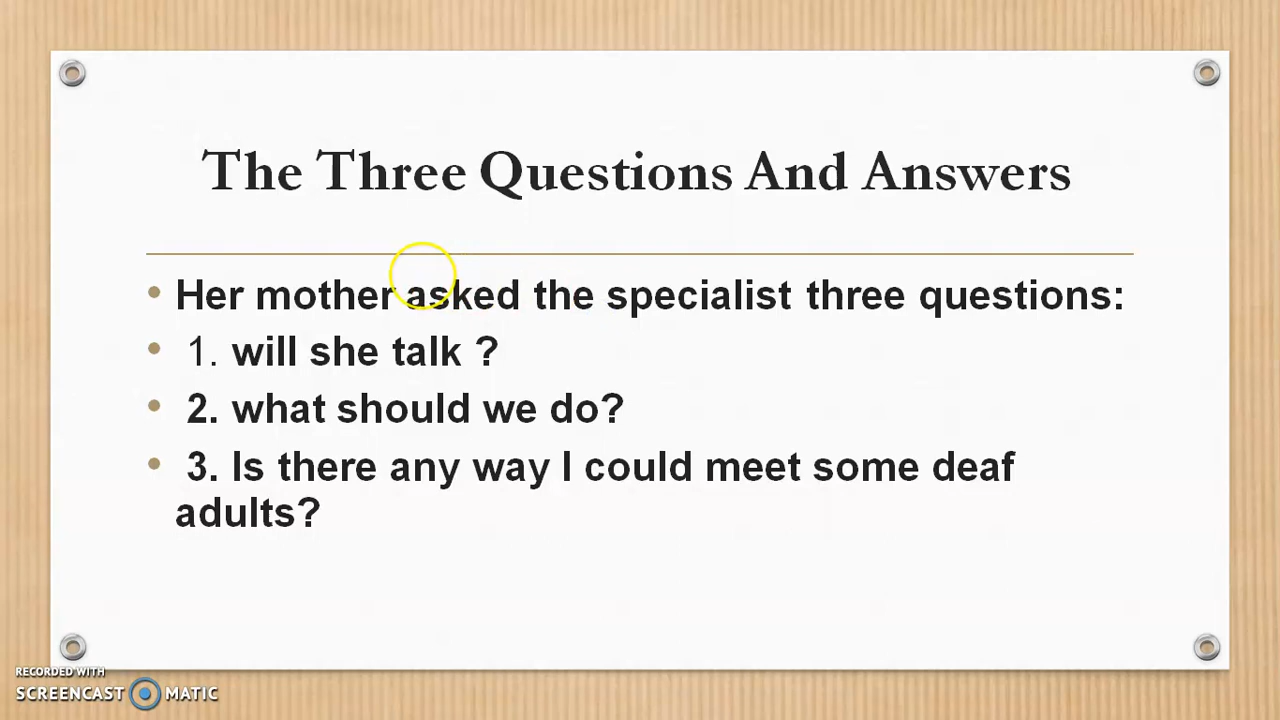 The Three Questions And Answers
• Her mother asked the specialist three questions:
• 1. will she talk ?
• 2. what should we do?
• 3. Is there any way I could meet some deaf
adults?
RECORDED WITH
SCREENCAST MATIC